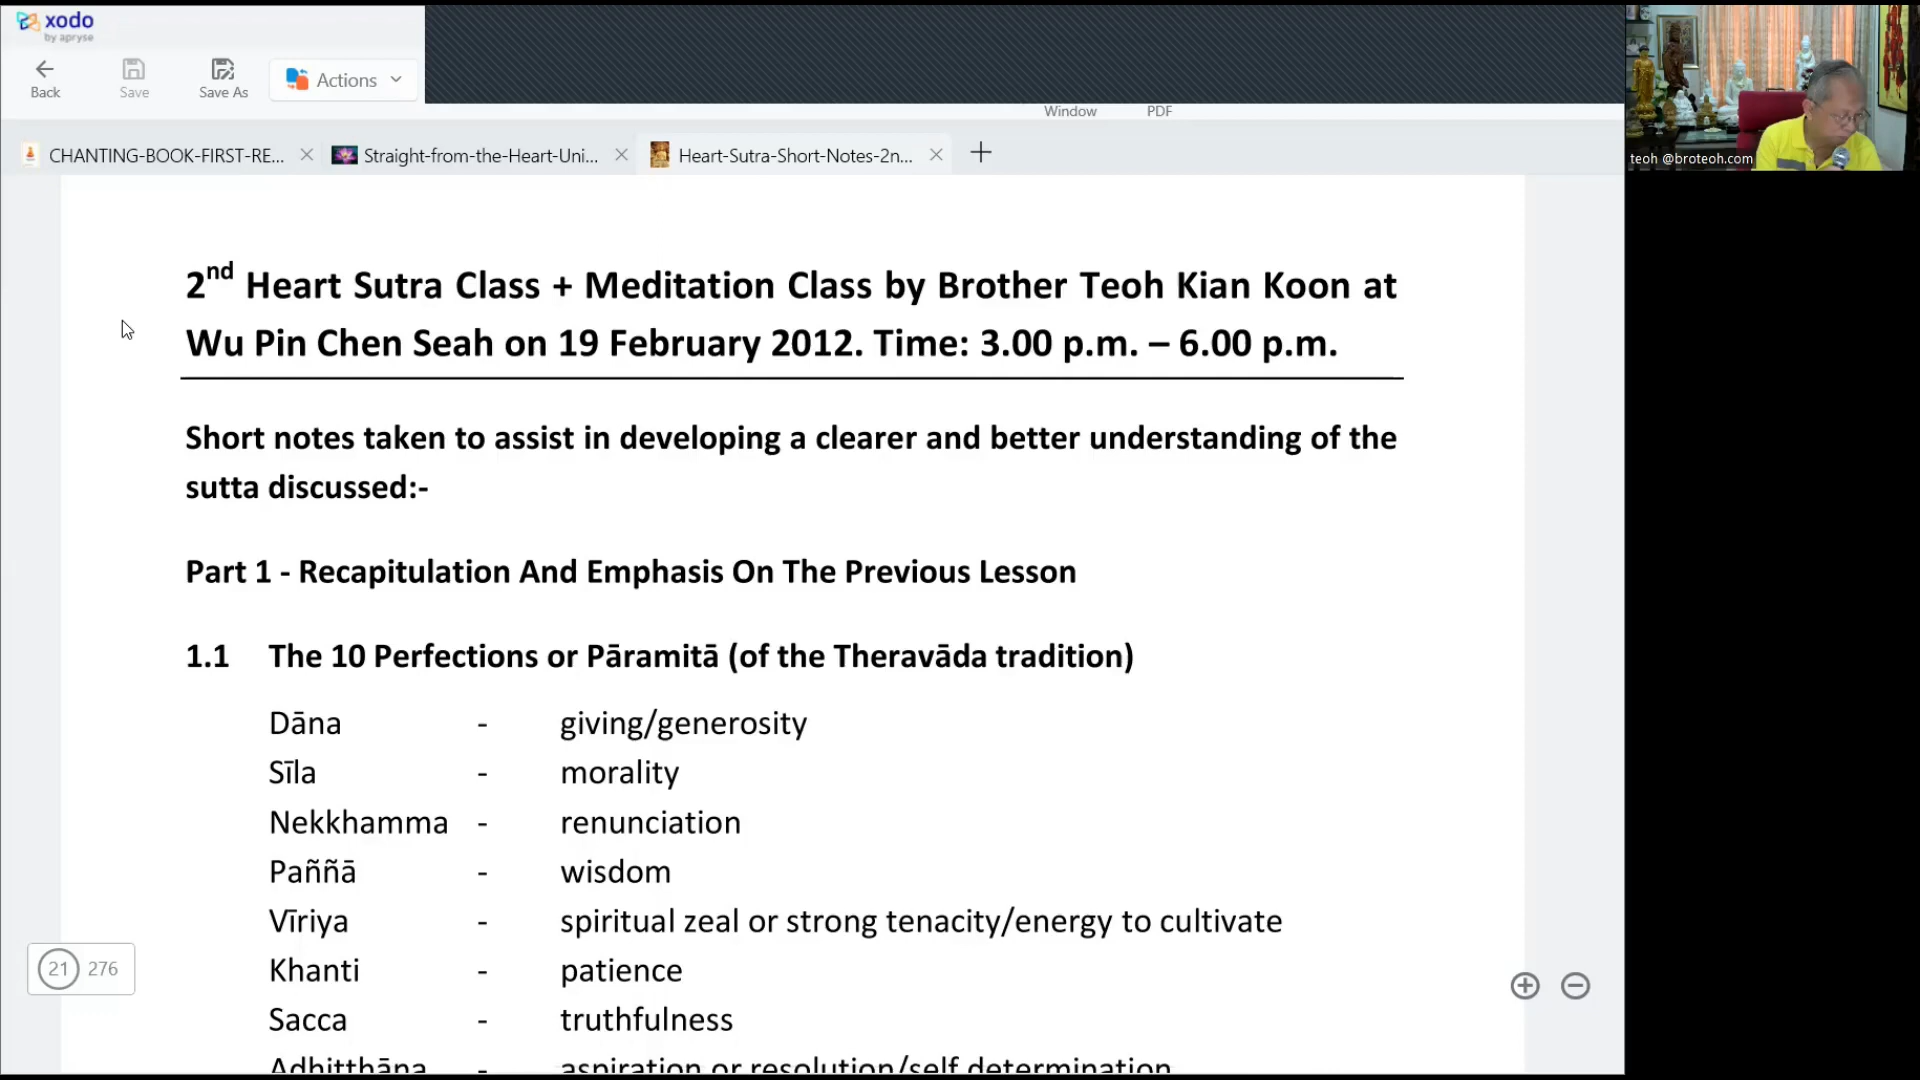 xodo
by apryse
Back
Save
Save As
Actions
Window
PDF
CHANTING-BOOK-FIRST-RE...
Straight-from-the-Heart-Uni...
Heart-Sutra-Short-Notes-2n...
teoh @broteoh.com
2nd Heart Sutra Class + Meditation Class by Brother Teoh Kian Koon at
Wu Pin Chen Seah on 19 February 2012. Time: 3.00 p.m. – 6.00 p.m.
Short notes taken to assist in developing a clearer and better understanding of the
sutta discussed:-
Part 1 - Recapitulation And Emphasis On The Previous Lesson
1.1 The 10 Perfections or Pāramitā (of the Theravāda tradition)
Dāna - giving/generosity
Sīla - morality
Nekkhamma - renunciation
Paññā - wisdom
Vīriya - spiritual zeal or strong tenacity/energy to cultivate
Khanti - patience
Sacca - truthfulness
Adhitthāna - aspiration or resolution/self determination
21 276